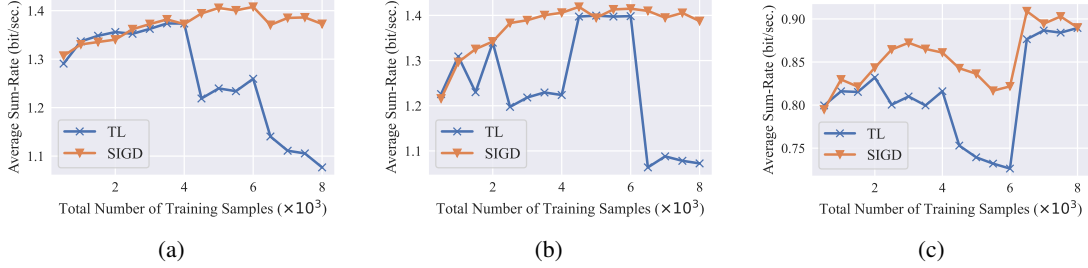 Average Sum-Rate (bit/sec.)
1.4
1.3
1.2
1.1
TL
SIGD
2 4 6 8
Total Number of Training Samples (×10³)
(a)
Average Sum-Rate (bit/sec.)
1.4
1.3
1.2
1.1
TL
SIGD
2 4 6 8
Total Number of Training Samples (×10³)
(b)
Average Sum-Rate (bit/sec.)
0.90
0.85
0.80
0.75
TL
SIGD
2 4 6 8
Total Number of Training Samples (×10³)
(c)